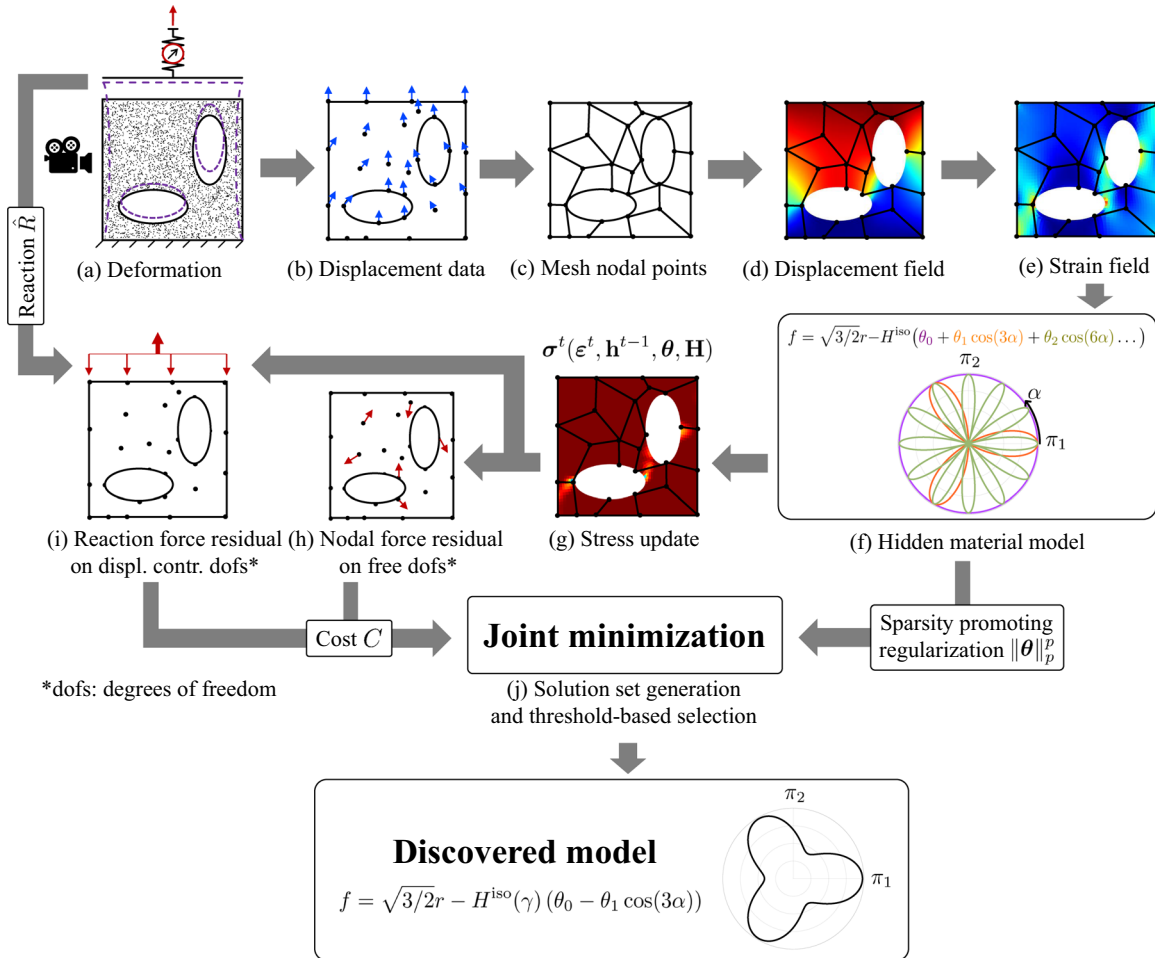 Reaction R̂
(a) Deformation
(b) Displacement data
(c) Mesh nodal points
(d) Displacement field
(e) Strain field
f = √3/2r−H^iso(θ₀ + θ₁ cos(3α) + θ₂ cos(6α) …)
π₂
α
π₁
(f) Hidden material model
σ^t(ε^t, h^{t−1}, θ, H)
(g) Stress update
(h) Nodal force residual
on free dofs*
(i) Reaction force residual
on displ. contr. dofs*
Cost C
Sparsity promoting
regularization ‖θ‖_p^p
Joint minimization
(j) Solution set generation
and threshold-based selection
*dofs: degrees of freedom
Discovered model
f = √3/2r − H^iso(γ) (θ₀ − θ₁ cos(3α))
π₂
π₁